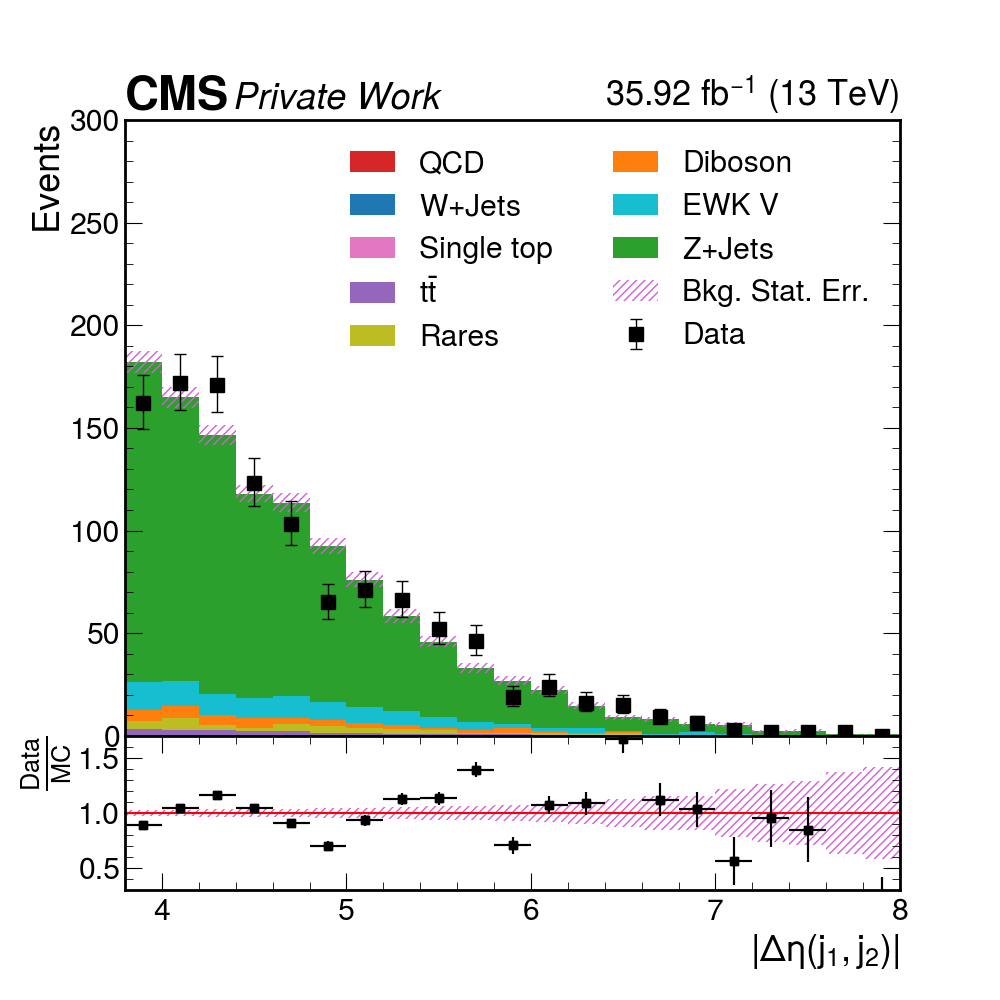 CMS Private Work 35.92 fb⁻¹ (13 TeV)
Events
300
250
200
150
100
50
0
QCD
W+Jets
Single top
tt̄
Rares
Diboson
EWK V
Z+Jets
Bkg. Stat. Err.
Data
Data
MC
1.5
1.0
0.5
4 5 6 7 8
|Δη(j₁, j₂)|